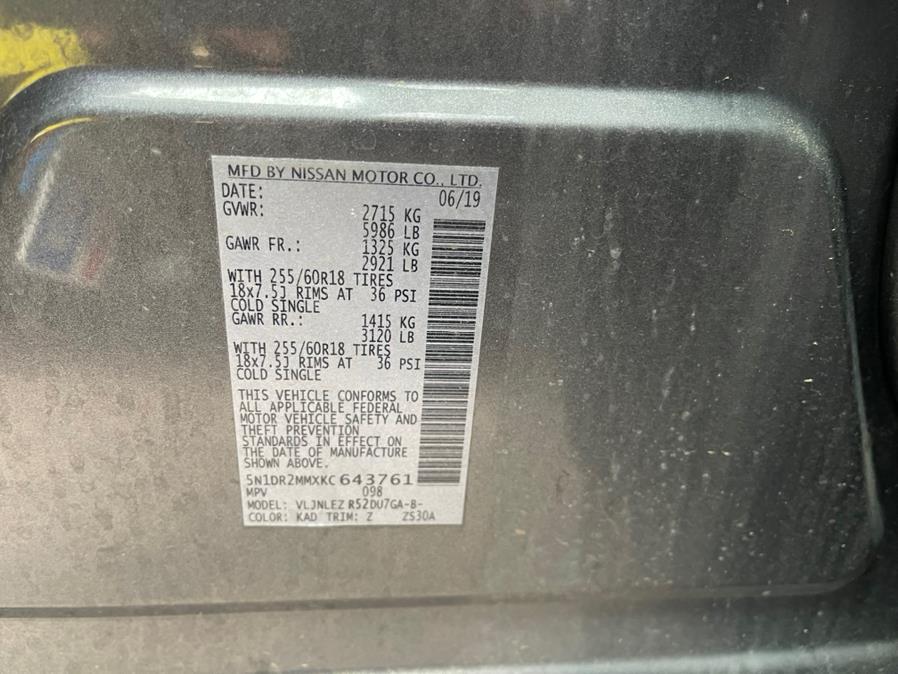 MFD BY NISSAN MOTOR CO., LTD.
DATE: 06/19
GVWR: 2715 KG
5986 LB
GAWR FR.: 1325 KG
2921 LB
WITH 255/60R18 TIRES
18x7.5J RIMS AT 36 PSI
COLD SINGLE
GAWR RR.: 1415 KG
3120 LB
WITH 255/60R18 TIRES
18x7.5J RIMS AT 36 PSI
COLD SINGLE
THIS VEHICLE CONFORMS TO
ALL APPLICABLE FEDERAL
MOTOR VEHICLE SAFETY AND
THEFT PREVENTION
STANDARDS IN EFFECT ON
THE DATE OF MANUFACTURE
SHOWN ABOVE.
5N1DR2MMXKC643761
MPV 098
MODEL: VLJNLEZ R52DU7GA-B-
COLOR: KAD TRIM: Z ZS30A